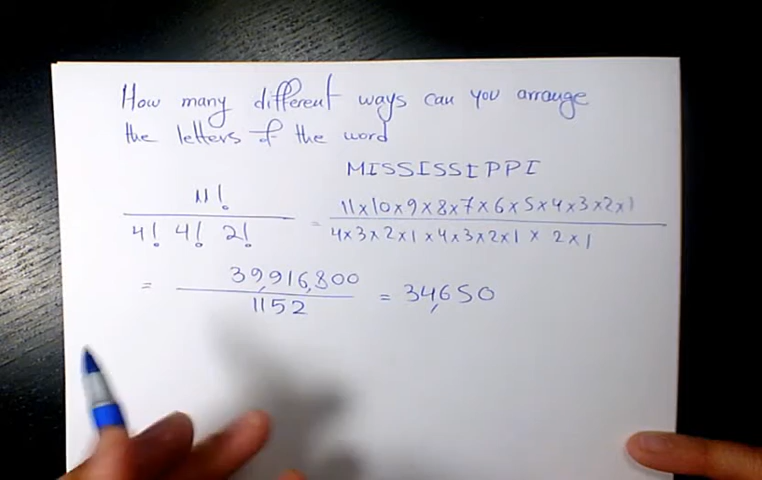 How many different ways can you arrange
the letters of the word
MISSISSIPPI
11! / 4! 4! 2! = 11×10×9×8×7×6×5×4×3×2×1 / 4×3×2×1×4×3×2×1 × 2×1
= 39,916,800 / 1152 = 34,650